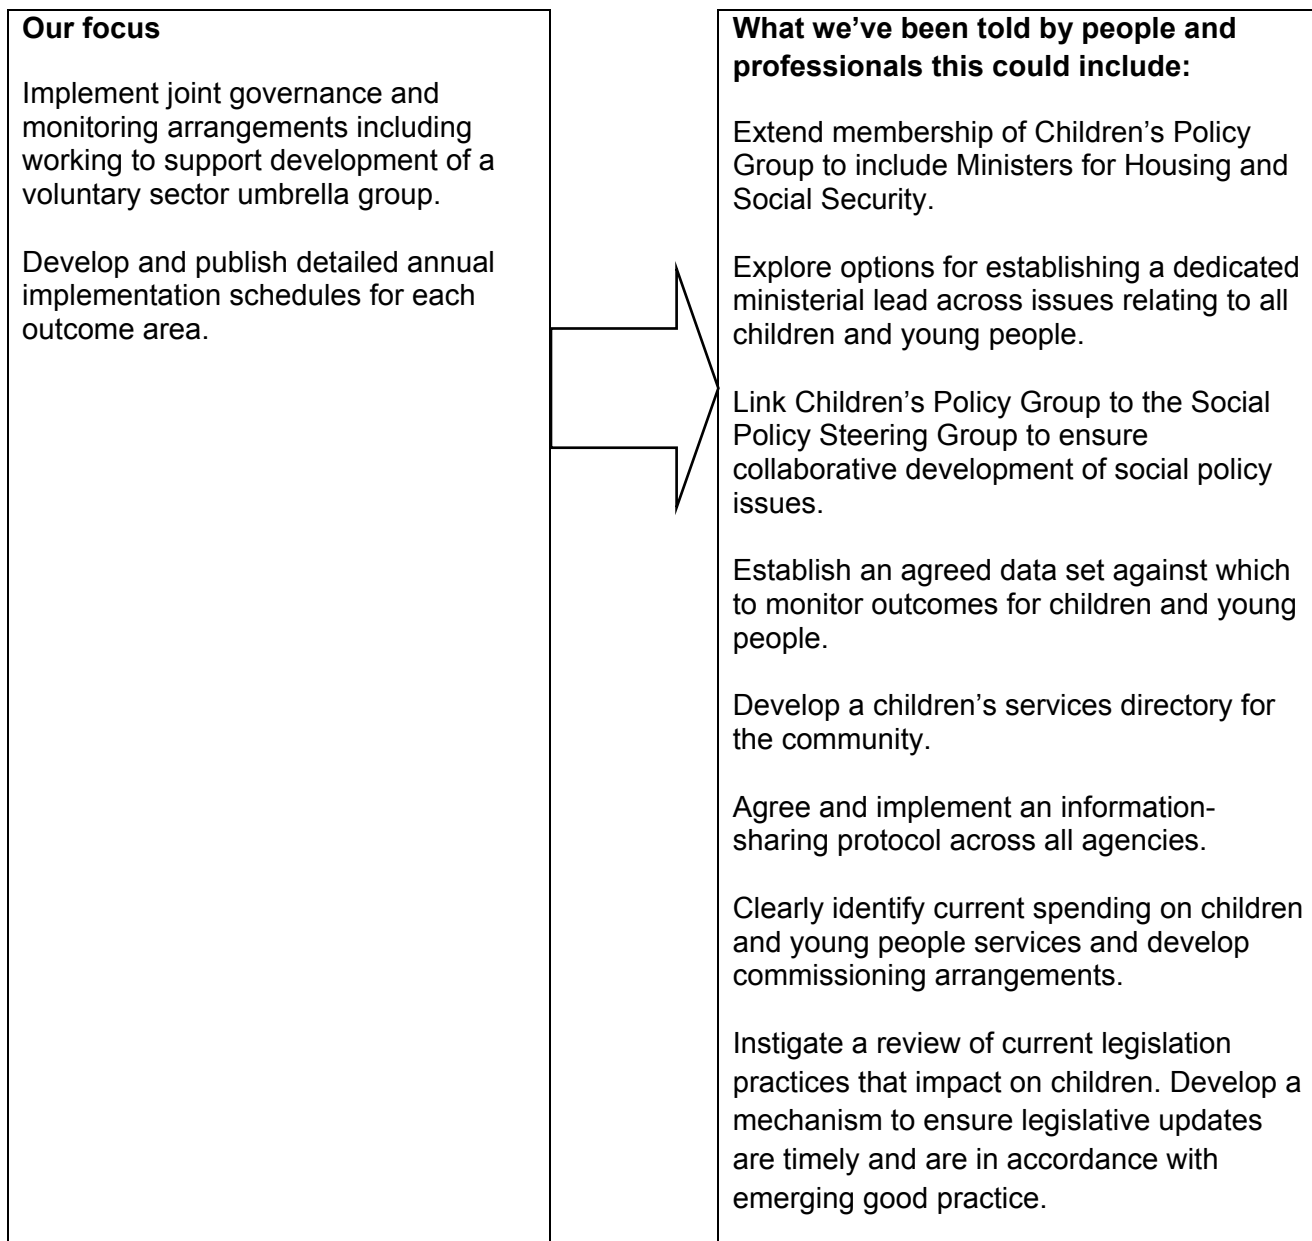 Our focus
Implement joint governance and
monitoring arrangements including
working to support development of a
voluntary sector umbrella group.
Develop and publish detailed annual
implementation schedules for each
outcome area.
What we’ve been told by people and
professionals this could include:
Extend membership of Children’s Policy
Group to include Ministers for Housing and
Social Security.
Explore options for establishing a dedicated
ministerial lead across issues relating to all
children and young people.
Link Children’s Policy Group to the Social
Policy Steering Group to ensure
collaborative development of social policy
issues.
Establish an agreed data set against which
to monitor outcomes for children and young
people.
Develop a children’s services directory for
the community.
Agree and implement an information-
sharing protocol across all agencies.
Clearly identify current spending on children
and young people services and develop
commissioning arrangements.
Instigate a review of current legislation
practices that impact on children. Develop a
mechanism to ensure legislative updates
are timely and are in accordance with
emerging good practice.